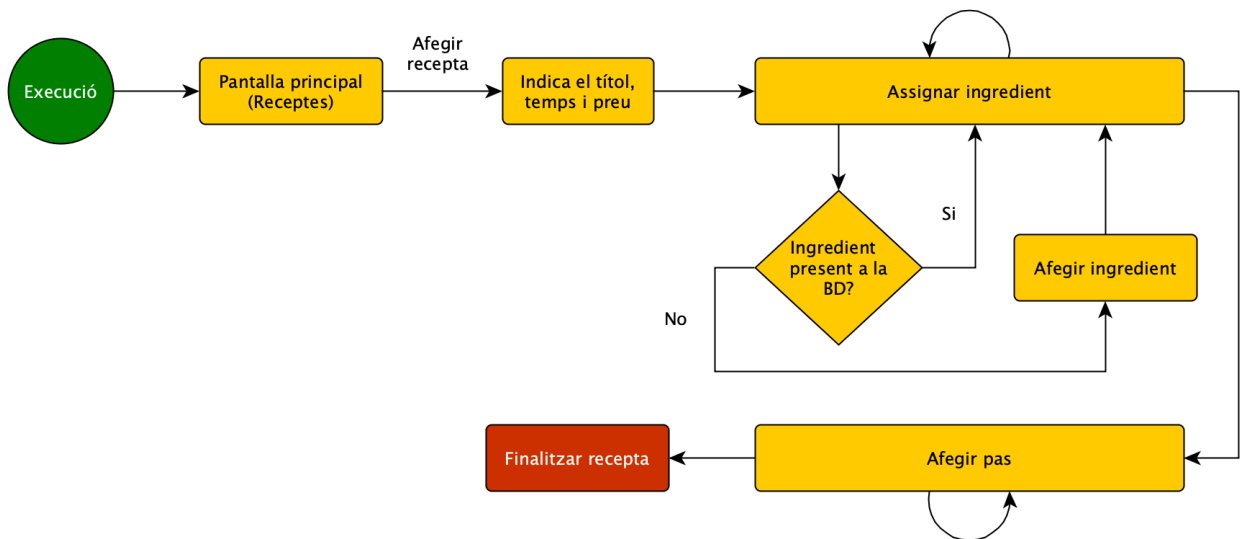 Afegir
recepta
Execució
Pantalla principal
(Receptes)
Indica el títol,
temps i preu
Assignar ingredient
Si
Ingredient
present a la
BD?
Afegir ingredient
No
Finalitzar recepta
Afegir pas